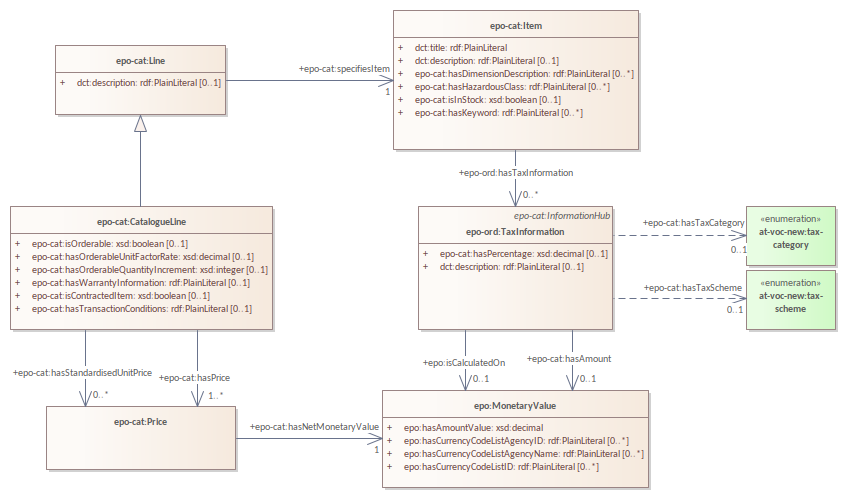 epo-cat:Line
+ dct:description: rdf:PlainLiteral [0..1]
+epo-cat:specifiesItem
1
epo-cat:Item
+ dct:title: rdf:PlainLiteral
+ dct:description: rdf:PlainLiteral [0..1]
+ epo-cat:hasDimensionDescription: rdf:PlainLiteral [0..*]
+ epo-cat:hasHazardousClass: rdf:PlainLiteral [0..*]
+ epo-cat:isInStock: xsd:boolean [0..1]
+ epo-cat:hasKeyword: rdf:PlainLiteral [0..*]
+epo-ord:hasTaxInformation
0..*
epo-cat:CatalogueLine
+ epo-cat:isOrderable: xsd:boolean [0..1]
+ epo-cat:hasOrderableUnitFactorRate: xsd:decimal [0..1]
+ epo-cat:hasOrderableQuantityIncrement: xsd:integer [0..1]
+ epo-cat:hasWarrantyInformation: rdf:PlainLiteral [0..1]
+ epo-cat:isContractedItem: xsd:boolean [0..1]
+ epo-cat:hasTransactionConditions: rdf:PlainLiteral [0..1]
epo-cat:InformationHub
epo-ord:TaxInformation
+ epo-cat:hasPercentage: xsd:decimal [0..1]
+ dct:description: rdf:PlainLiteral [0..1]
+epo-cat:hasTaxCategory
0..1
«enumeration»
at-voc-new:tax-
category
+epo-cat:hasTaxScheme
0..1
«enumeration»
at-voc-new:tax-
scheme
+epo-cat:hasStandardisedUnitPrice
0..*
+epo-cat:hasPrice
1..*
+epo:isCalculatedOn
0..1
+epo-cat:hasAmount
0..1
epo-cat:Price
+epo-cat:hasNetMonetaryValue
1
epo:MonetaryValue
+ epo:hasAmountValue: xsd:decimal
+ epo:hasCurrencyCodeListAgencyID: rdf:PlainLiteral [0..*]
+ epo:hasCurrencyCodeListAgencyName: rdf:PlainLiteral [0..*]
+ epo:hasCurrencyCodeListID: rdf:PlainLiteral [0..*]